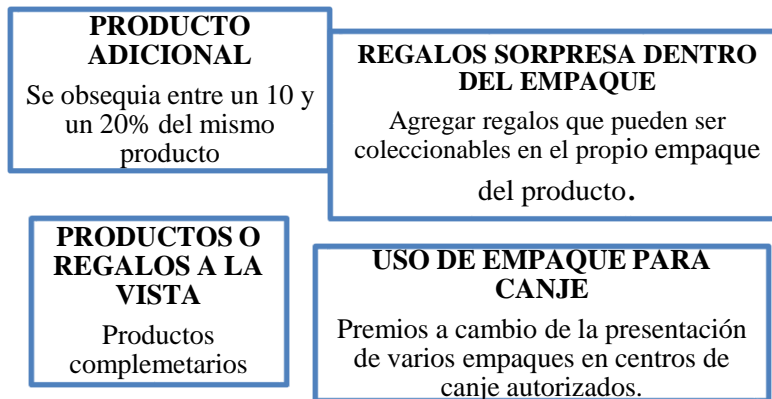 PRODUCTO
ADICIONAL
Se obsequia entre un 10 y
un 20% del mismo
producto
REGALOS SORPRESA DENTRO
DEL EMPAQUE
Agregar regalos que pueden ser
coleccionables en el propio empaque
del producto.
PRODUCTOS O
REGALOS A LA
VISTA
Productos
complemetarios
USO DE EMPAQUE PARA
CANJE
Premios a cambio de la presentación
de varios empaques en centros de
canje autorizados.